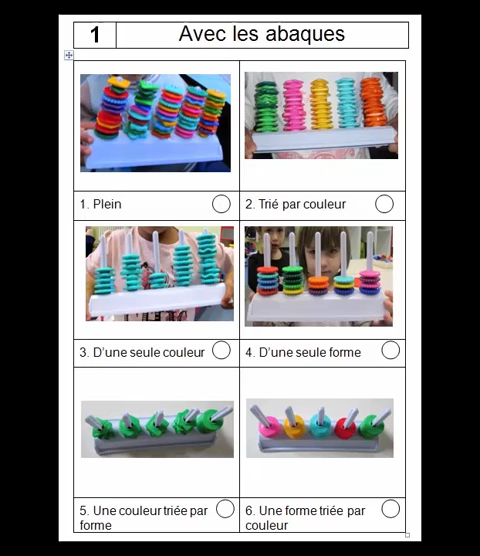 1
Avec les abaques
1. Plein
2. Trié par couleur
3. D'une seule couleur
4. D'une seule forme
5. Une couleur triée par
forme
6. Une forme triée par
couleur